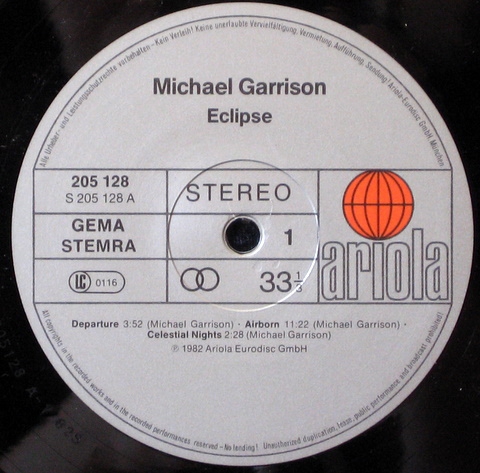 Alle Urheber- und Leistungsschutzrechte vorbehalten - Kein Verleih! Keine unerlaubte Vervielfältigung, Vermietung, Aufführung, Sendung! Ariola-Eurodisc GmbH, München
Michael Garrison
Eclipse
205 128
S 205 128 A
STEREO
GEMA
STEMRA
1
LC 0116
33 1/3
ariola
Departure 3:52 (Michael Garrison) · Airborn 11:22 (Michael Garrison) ·
Celestial Nights 2:28 (Michael Garrison)
℗ 1982 Ariola Eurodisc GmbH
All copyrights in the recorded works and in the recorded performances reserved - No lending! Unauthorized duplication, lease, public performance and broadcast prohibited!